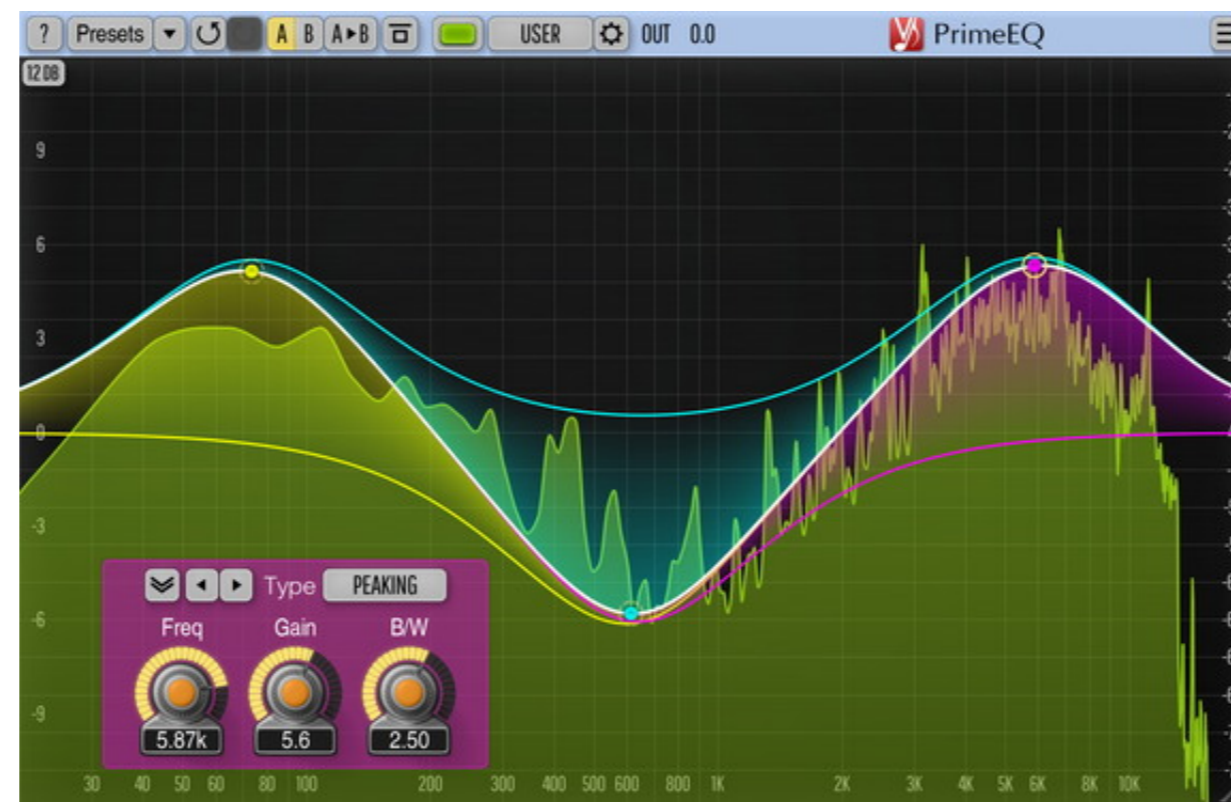 ? Presets A B A▸B USER OUT 0.0 PrimeEQ
12 DB
9
6
3
0
-3
-6
-9
Type PEAKING
Freq Gain B/W
5.87k 5.6 2.50
30 40 50 60 80 100 200 300 400 500 600 800 1K 2K 3K 4K 5K 6K 8K 10K